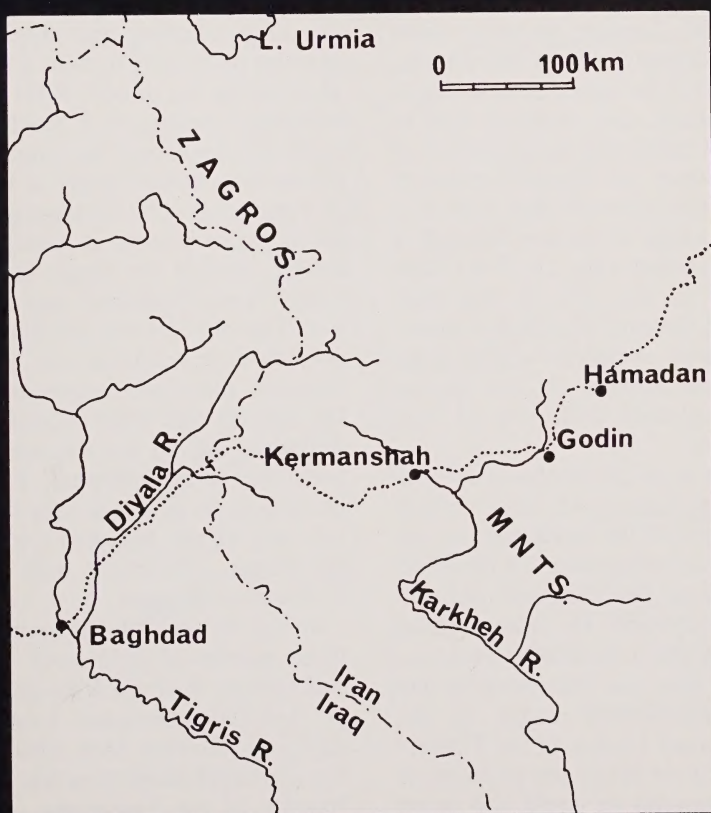 L. Urmia
0 100 km
ZAGROS
Hamadan
Godin
Kermanshah
Diyala R.
MNTS.
Karkheh R.
Baghdad
Iran
Iraq
Tigris R.